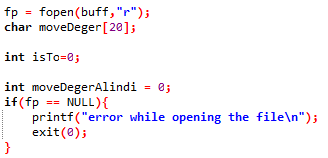 fp = fopen(buff,"r");
char moveDeger[20];
int isTo=0;
int moveDegerAlindi = 0;
if(fp == NULL){
printf("error while opening the file\n");
exit(0);
}